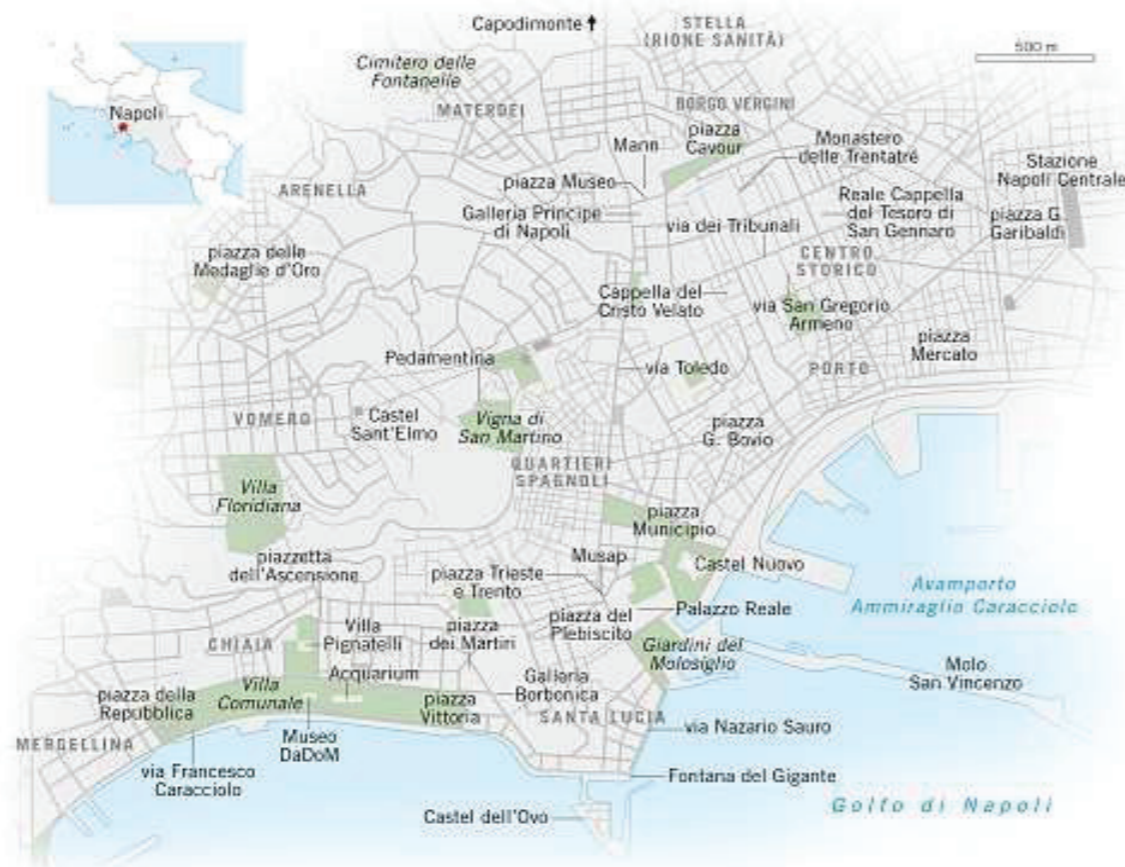 Capodimonte
STELLA
(RIONE SANITÀ)
500 m
Cimitero delle
Fontanelle
Napoli
MATERDEI
BORGO VERGINI
piazza
Cavour
Mann
Monastero
delle Trentatré
Stazione
Napoli Centrale
ARENELLA
piazza Museo
Reale Cappella
del Tesoro di
San Gennaro
piazza G.
Garibaldi
Galleria Principe
di Napoli
via dei Tribunali
piazza delle
Medaglie d'Oro
CENTRO
STORICO
Cappella del
Cristo Velato
via San Gregorio
Armeno
piazza
Mercato
Pedamentina
via Toledo
PORTO
VOMERO
Castel
Sant'Elmo
Vigna di
San Martino
piazza
G. Bovio
QUARTIERI
SPAGNOLI
Villa
Floridiana
piazza
Municipio
piazzetta
dell'Ascensione
Musap
Castel Nuovo
piazza Trieste
e Trento
Avamporto
Ammiraglio Caracciolo
Palazzo Reale
piazza del
Plebiscito
Villa
Pignatelli
piazza
dei Martiri
CHIAIA
Giardini del
Molosiglio
Acquarium
Galleria
Borbonica
Molo
San Vincenzo
piazza della
Repubblica
Villa
Comunale
piazza
Vittoria
SANTA LUCIA
via Nazario Sauro
MERGELLINA
Museo
DaDoM
via Francesco
Caracciolo
Fontana del Gigante
Golfo di Napoli
Castel dell'Ovo